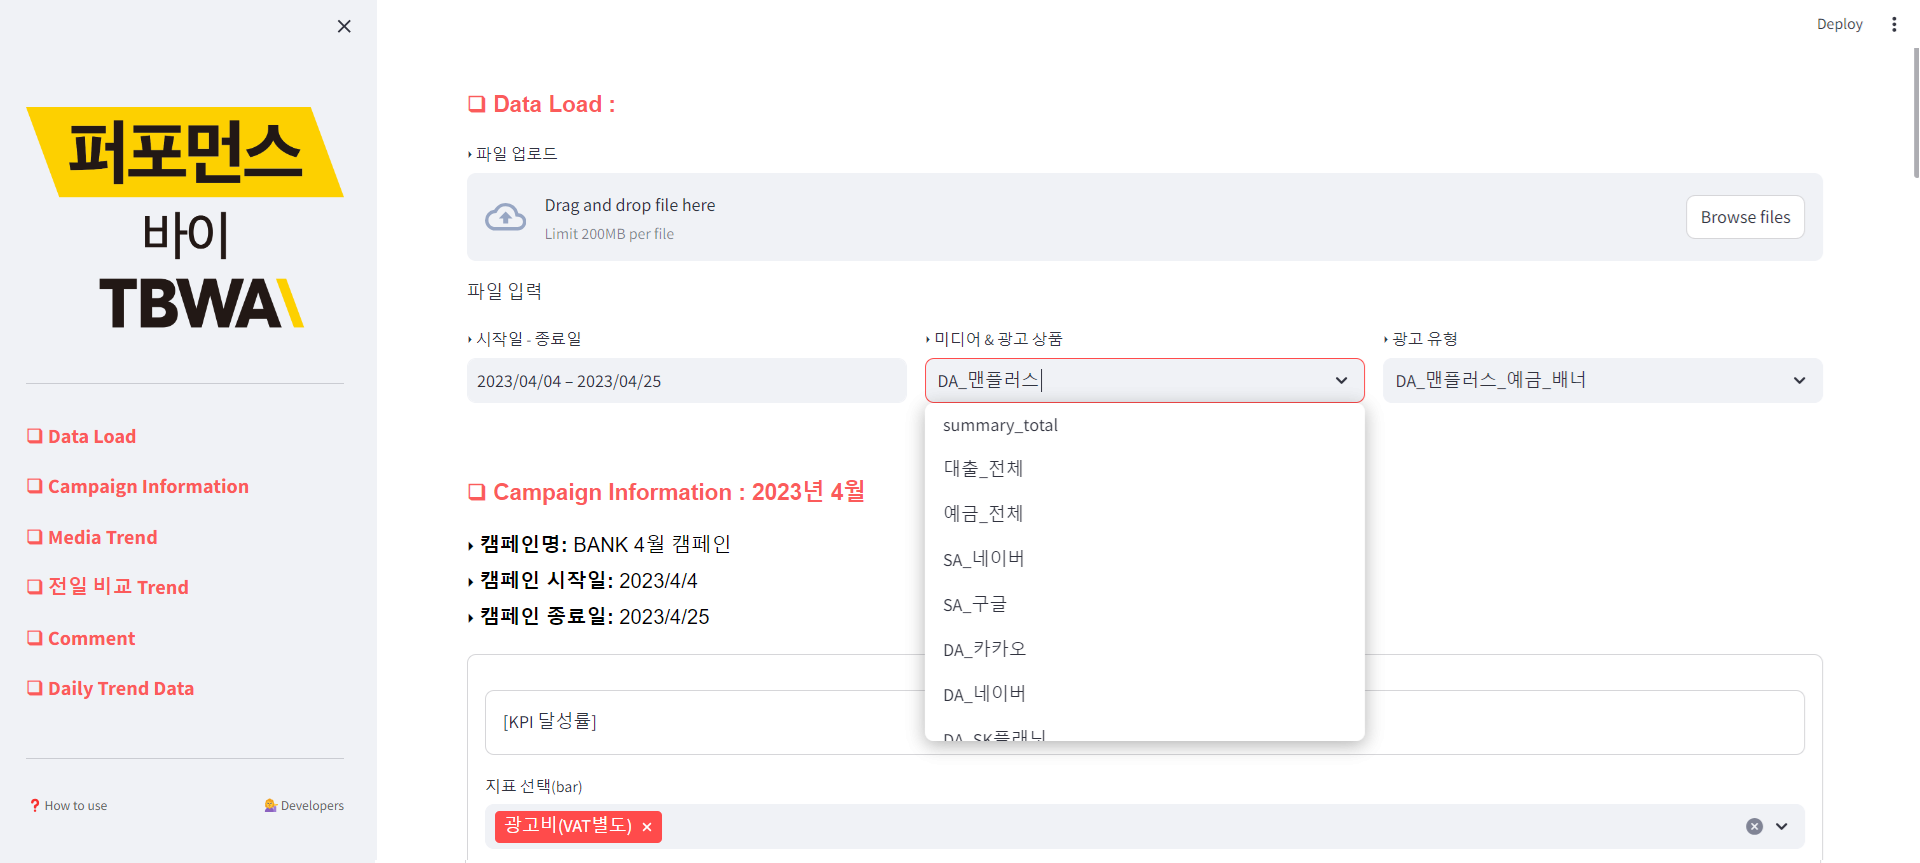 Deploy
퍼포먼스
바이
TBWA\
❏ Data Load
❏ Campaign Information
❏ Media Trend
❏ 전일 비교 Trend
❏ Comment
❏ Daily Trend Data
❓ How to use
💁 Developers
❏ Data Load :
‣ 파일 업로드
Drag and drop file here
Limit 200MB per file
Browse files
파일 입력
‣ 시작일 - 종료일
2023/04/04 – 2023/04/25
‣ 미디어 & 광고 상품
DA_맨플러스
‣ 광고 유형
DA_맨플러스_예금_배너
summary_total
대출_전체
예금_전체
SA_네이버
SA_구글
DA_카카오
DA_네이버
DA_SK플래닛
❏ Campaign Information : 2023년 4월
‣ 캠페인명: BANK 4월 캠페인
‣ 캠페인 시작일: 2023/4/4
‣ 캠페인 종료일: 2023/4/25
[KPI 달성률]
지표 선택(bar)
광고비(VAT별도) ×